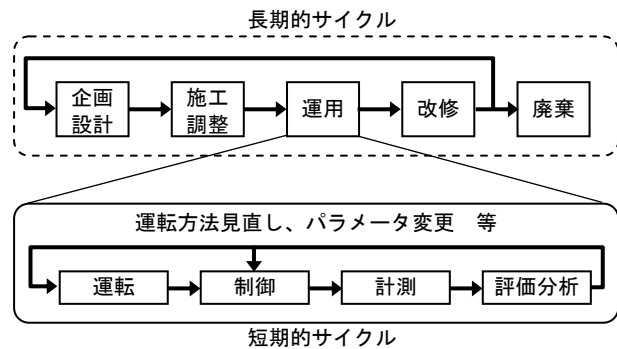 長期的サイクル
企画
設計
施工
調整
運用
改修
廃棄
運転方法見直し、パラメータ変更　等
運転
制御
計測
評価分析
短期的サイクル